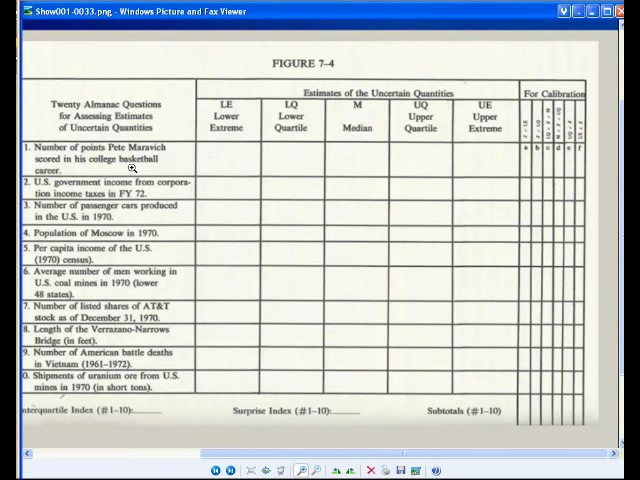 Show001-0033.png - Windows Picture and Fax Viewer
FIGURE 7-4
Estimates of the Uncertain Quantities
For Calibration
Twenty Almanac Questions
for Assessing Estimates
of Uncertain Quantities
LE
Lower
Extreme
LQ
Lower
Quartile
M
Median
UQ
Upper
Quartile
UE
Upper
Extreme
a b c d e f
1. Number of points Pete Maravich
scored in his college basketball
career.
2. U.S. government income from corpora-
tion income taxes in FY 72.
3. Number of passenger cars produced
in the U.S. in 1970.
4. Population of Moscow in 1970.
5. Per capita income of the U.S.
(1970) census).
6. Average number of men working in
U.S. coal mines in 1970 (lower
48 states).
7. Number of listed shares of AT&T
stock as of December 31, 1970.
8. Length of the Verrazano-Narrows
Bridge (in feet).
9. Number of American battle deaths
in Vietnam (1961-1972).
0. Shipments of uranium ore from U.S.
mines in 1970 (in short tons).
nterquartile Index (#1-10):
Surprise Index (#1-10):
Subtotals (#1-10)